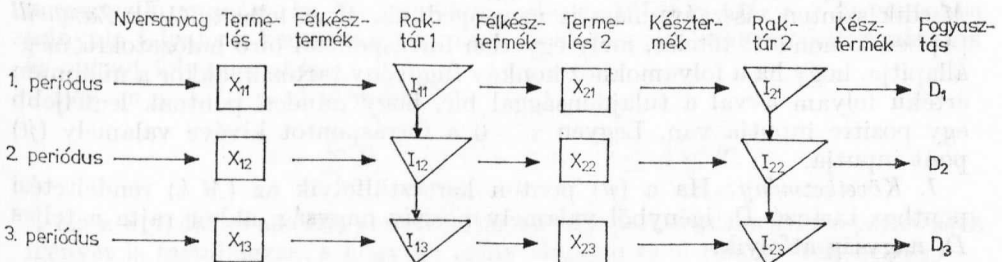 Nyersanyag Terme- Félkész- Rak- Félkész- Terme- Készter- Rak- Kész- Fogyasz-
lés 1 termék tár 1 termék lés 2 mék tár 2 termék tás
1. periódus X11 I11 X21 I21 D1
2. periódus X12 I12 X22 I22 D2
3. periódus X13 I13 X23 I23 D3